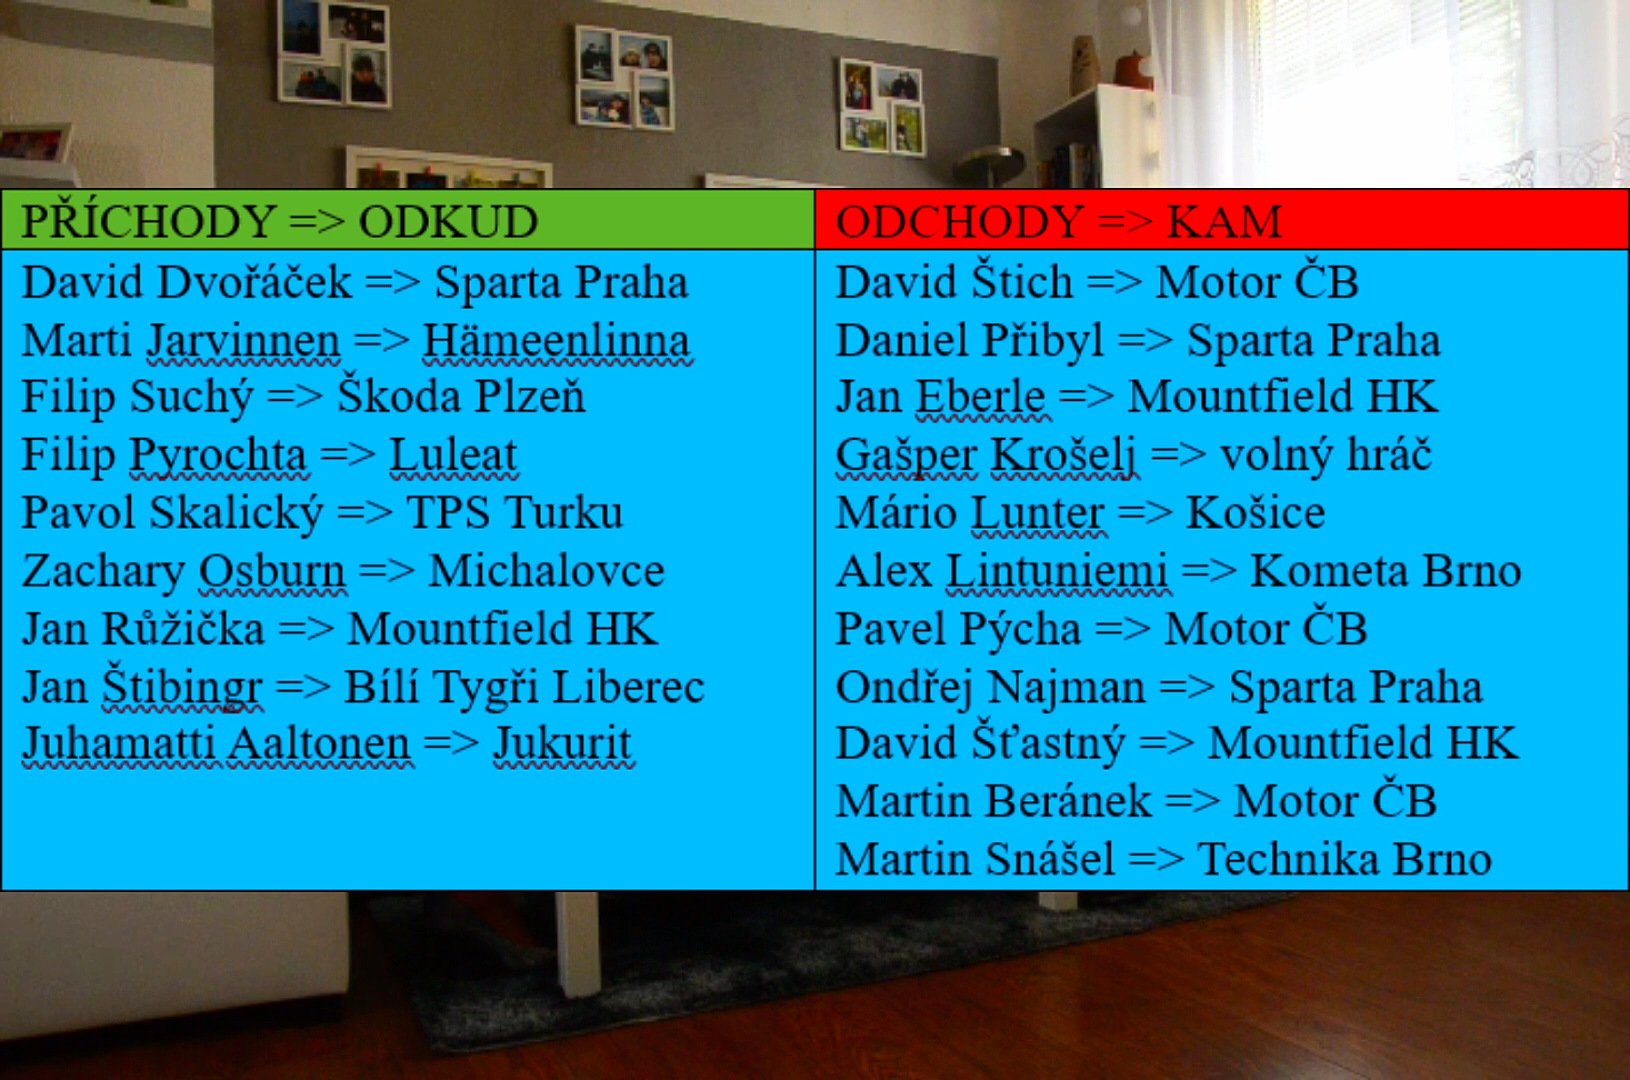 PŘÍCHODY => ODKUD
David Dvořáček => Sparta Praha
Marti Jarvinnen => Hämeenlinna
Filip Suchý => Škoda Plzeň
Filip Pyrochta => Luleat
Pavol Skalický => TPS Turku
Zachary Osburn => Michalovce
Jan Růžička => Mountfield HK
Jan Štibingr => Bílí Tygři Liberec
Juhamatti Aaltonen => Jukurit
ODCHODY => KAM
David Štich => Motor ČB
Daniel Přibyl => Sparta Praha
Jan Eberle => Mountfield HK
Gašper Krošelj => volný hráč
Mário Lunter => Košice
Alex Lintuniemi => Kometa Brno
Pavel Pýcha => Motor ČB
Ondřej Najman => Sparta Praha
David Šťastný => Mountfield HK
Martin Beránek => Motor ČB
Martin Snášel => Technika Brno